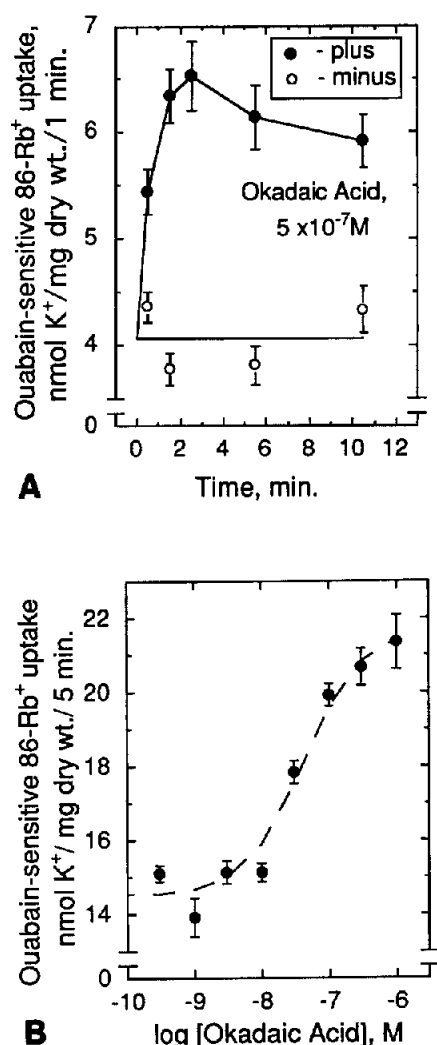 Ouabain-sensitive 86-Rb⁺ uptake,
nmol K⁺/mg dry wt./1 min.
7
6
5
4
0
- plus
- minus
Okadaic Acid,
5 x10⁻⁷M
0 2 4 6 8 10 12
Time, min.
A
Ouabain-sensitive 86-Rb⁺ uptake
nmol K⁺/ mg dry wt./ 5 min.
22
20
18
16
14
0
-10 -9 -8 -7 -6
log [Okadaic Acid], M
B